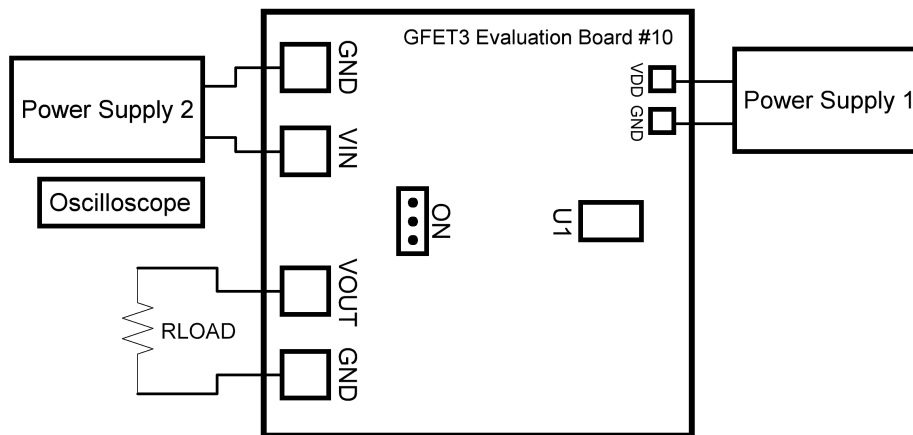 GFET3 Evaluation Board #10
GND
VDD
Power Supply 2
Power Supply 1
GND
VIN
Oscilloscope
ON
U1
VOUT
RLOAD
GND